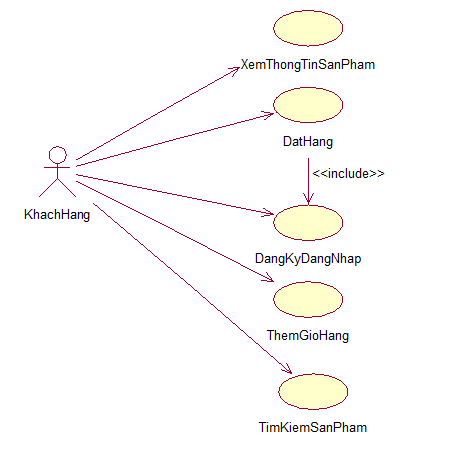 XemThongTinSanPham
DatHang
<<include>>
KhachHang
DangKyDangNhap
ThemGioHang
TimKiemSanPham